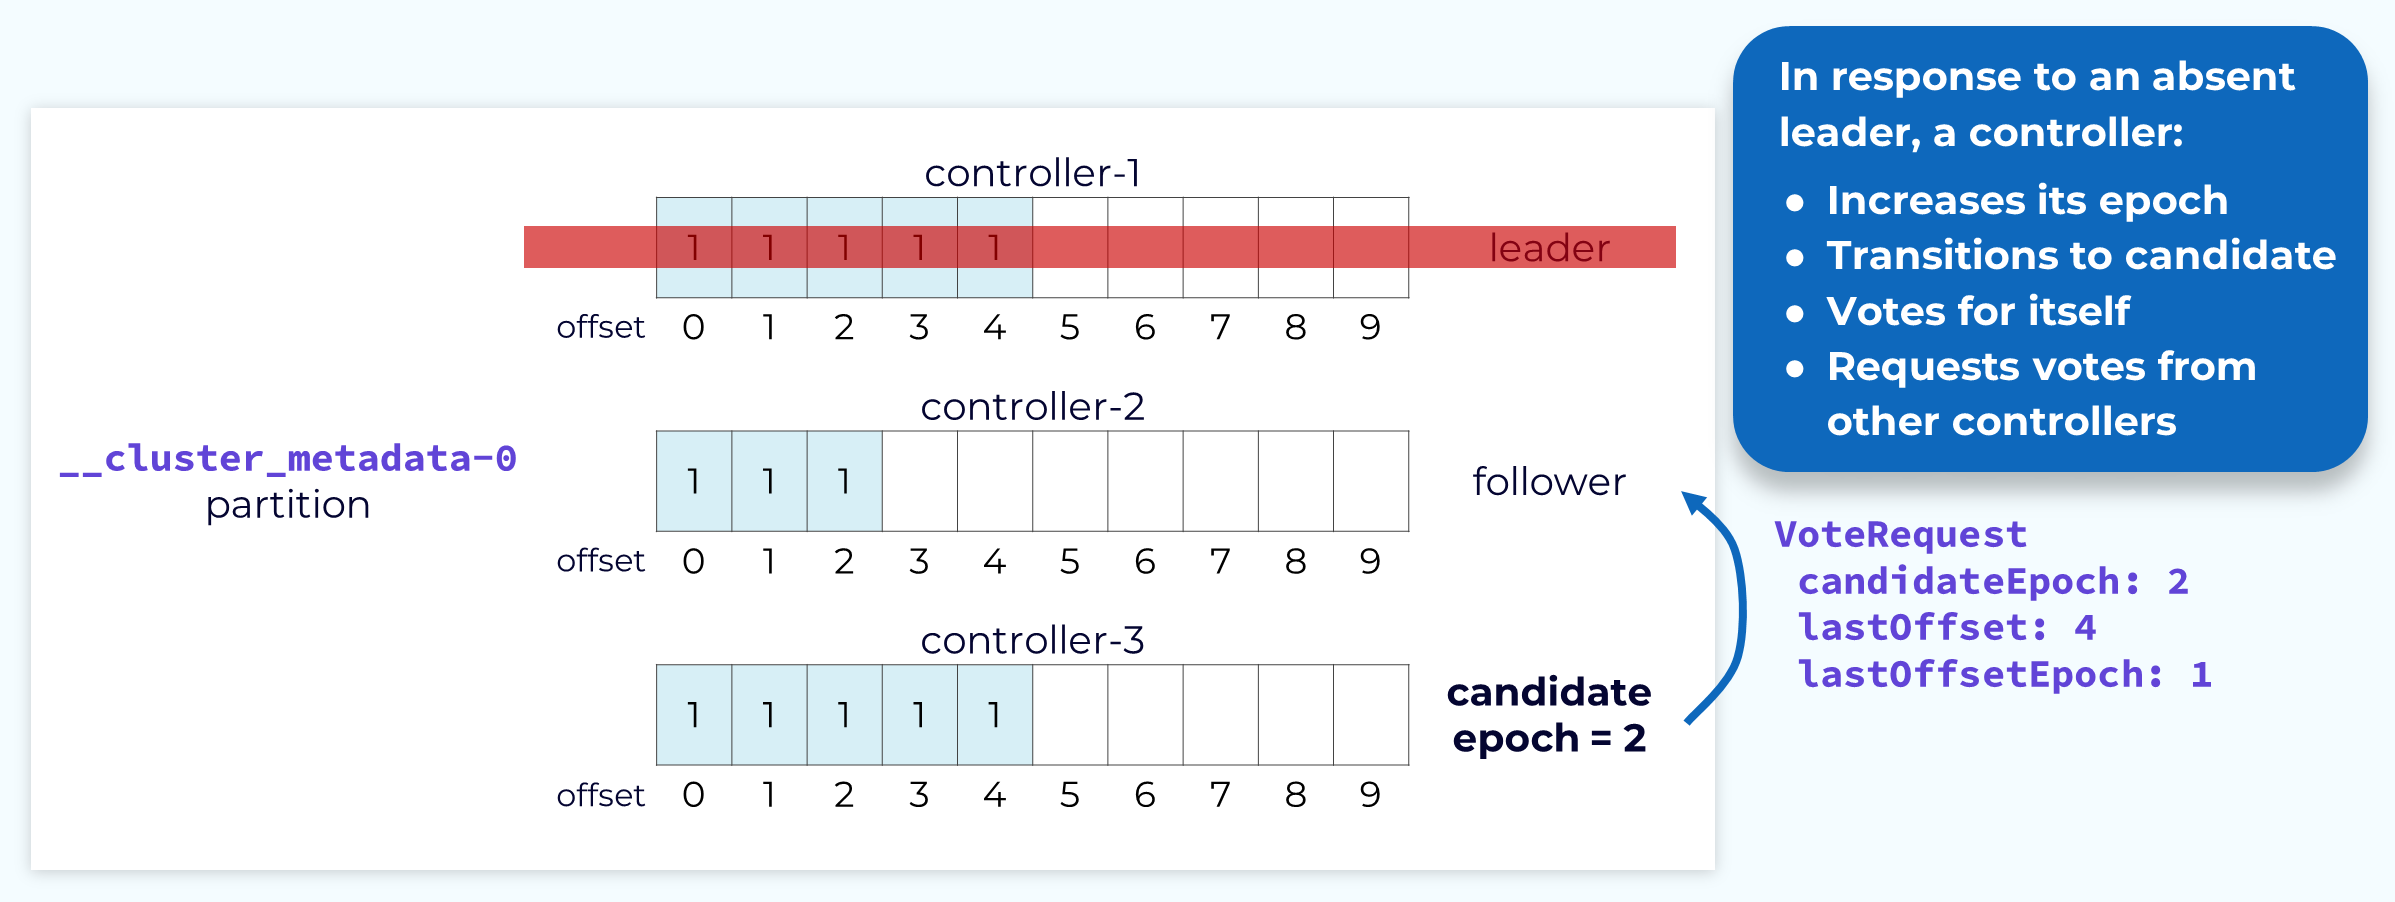 In response to an absent
leader, a controller:
● Increases its epoch
● Transitions to candidate
● Votes for itself
● Requests votes from
other controllers
controller-1
1 1 1 1 1 leader
offset 0 1 2 3 4 5 6 7 8 9
controller-2
__cluster_metadata-0
partition
1 1 1 follower
offset 0 1 2 3 4 5 6 7 8 9
controller-3
1 1 1 1 1
candidate
epoch = 2
offset 0 1 2 3 4 5 6 7 8 9
VoteRequest
candidateEpoch: 2
lastOffset: 4
lastOffsetEpoch: 1